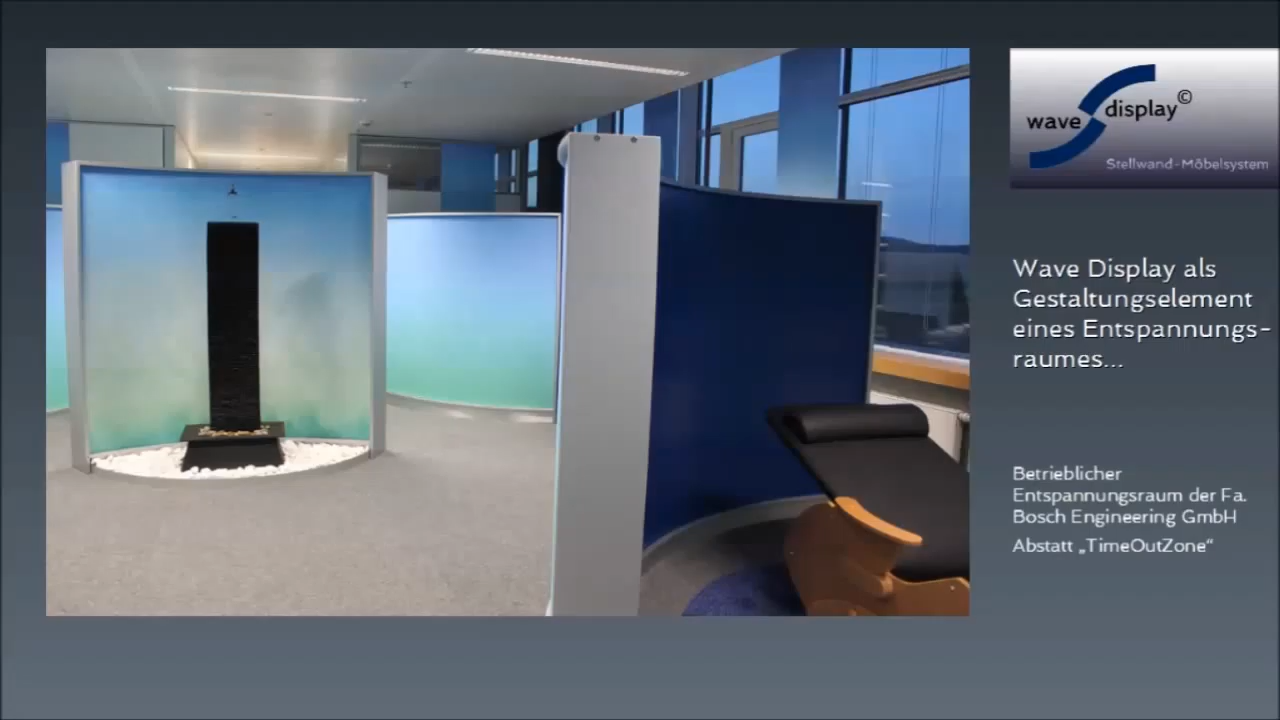 wave display©
Stellwand-Möbelsystem
Wave Display als
Gestaltungselement
eines Entspannungs-
raumes...
Betrieblicher
Entspannungsraum der Fa.
Bosch Engineering GmbH
Abstatt „TimeOutZone“